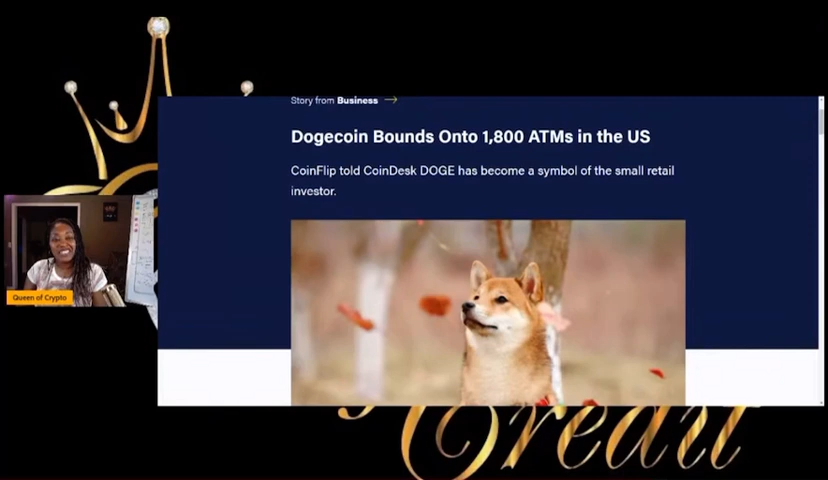 Story from Business →
Dogecoin Bounds Onto 1,800 ATMs in the US
CoinFlip told CoinDesk DOGE has become a symbol of the small retail
investor.
Queen of Crypto
Credit